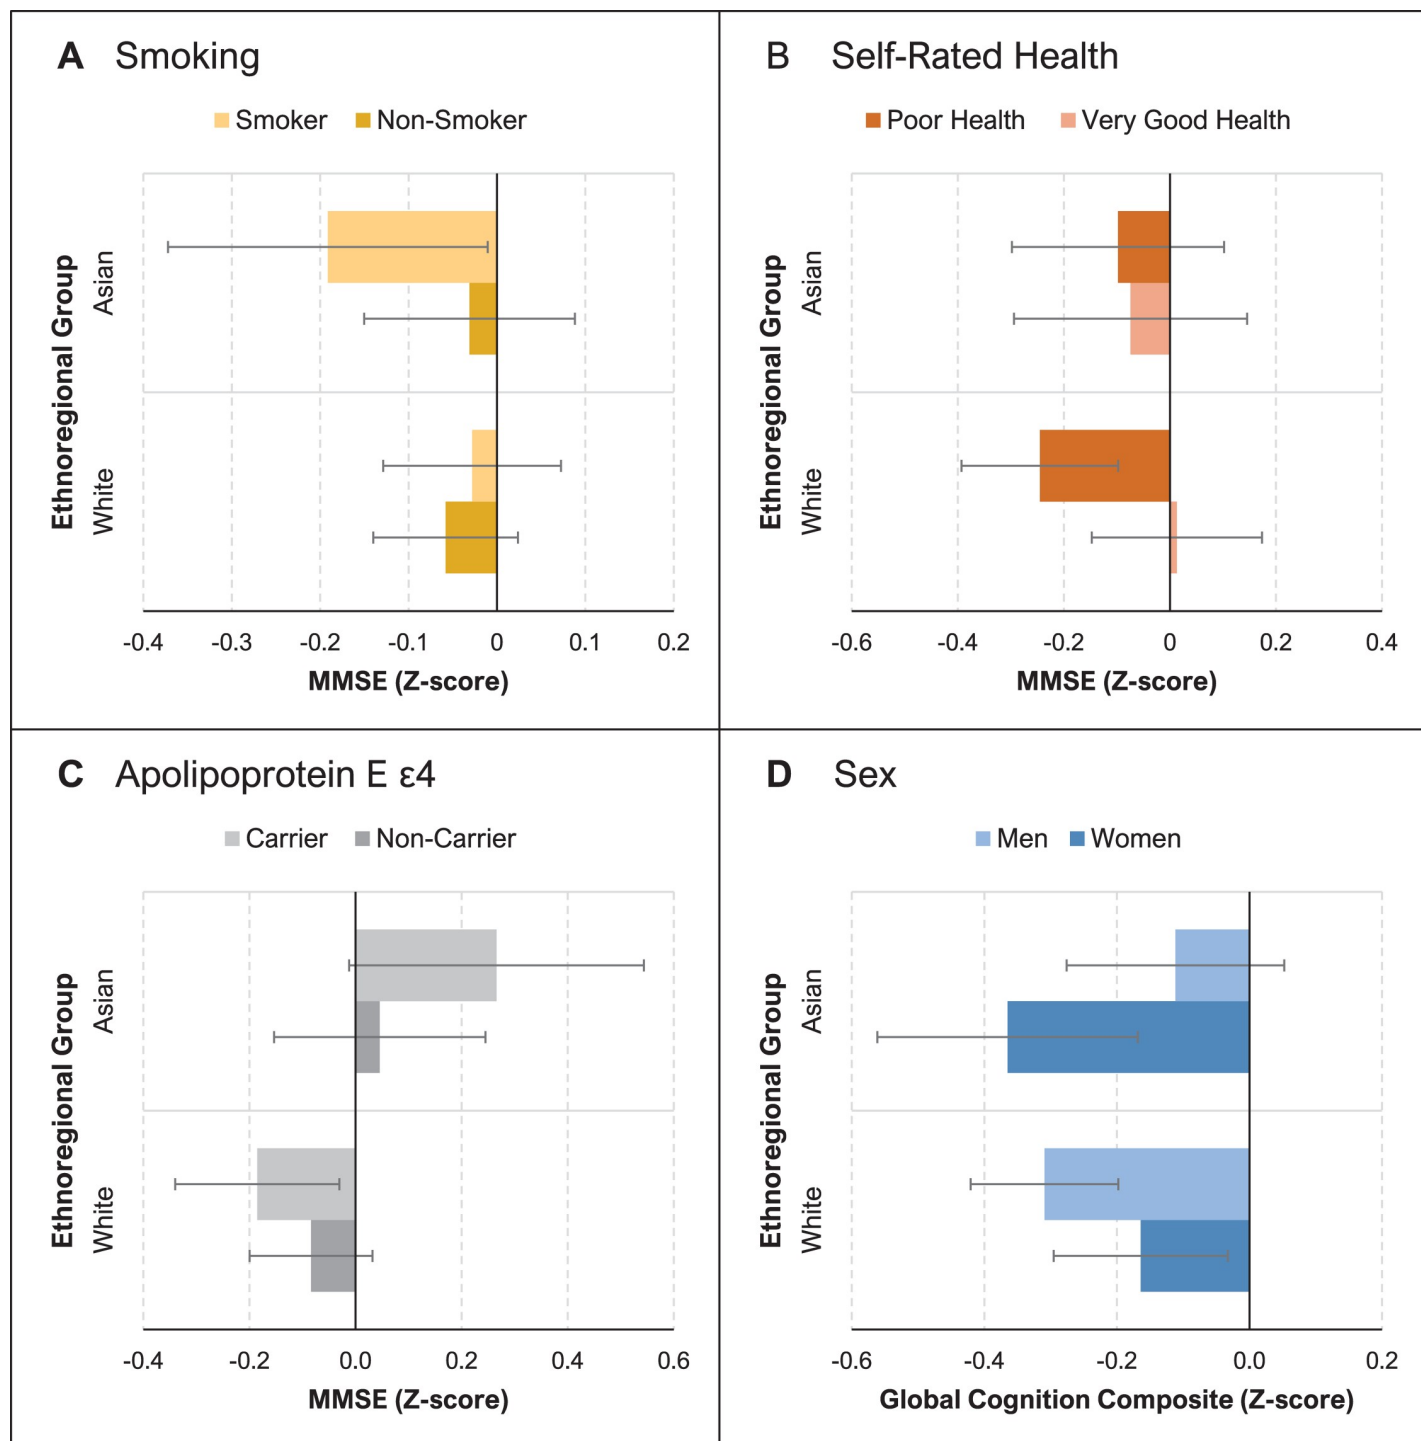 A Smoking
Smoker Non-Smoker
Ethnoregional Group
Asian
White
-0.4 -0.3 -0.2 -0.1 0 0.1 0.2
MMSE (Z-score)
B Self-Rated Health
Poor Health Very Good Health
Ethnoregional Group
Asian
White
-0.6 -0.4 -0.2 0 0.2 0.4
MMSE (Z-score)
C Apolipoprotein E ε4
Carrier Non-Carrier
Ethnoregional Group
Asian
White
-0.4 -0.2 0.0 0.2 0.4 0.6
MMSE (Z-score)
D Sex
Men Women
Ethnoregional Group
Asian
White
-0.6 -0.4 -0.2 0.0 0.2
Global Cognition Composite (Z-score)